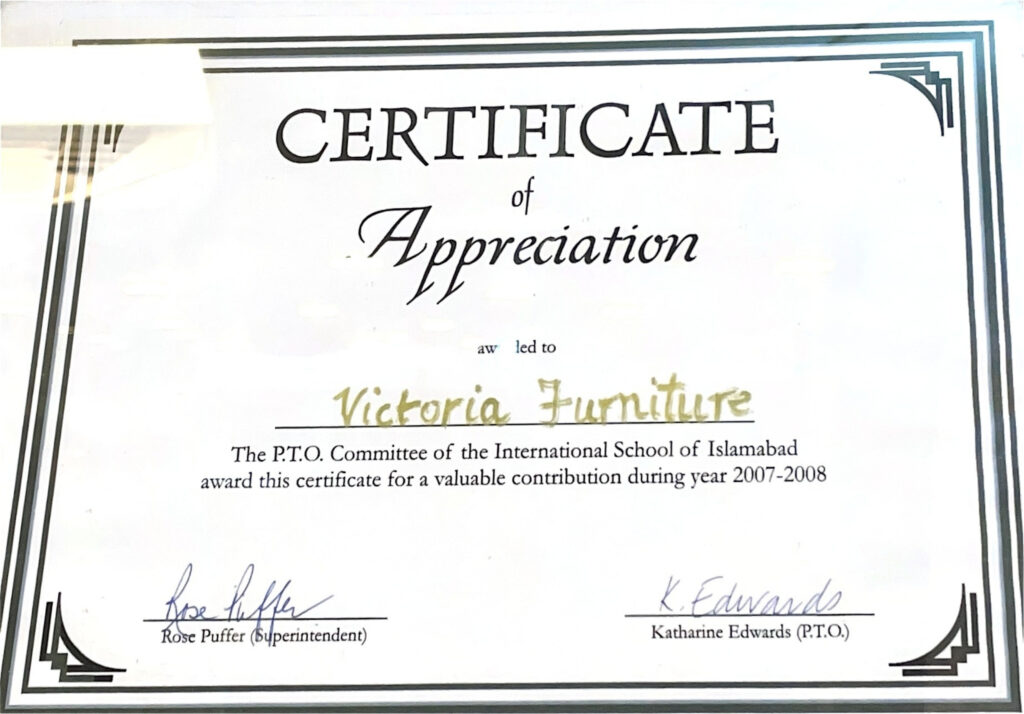 CERTIFICATE
of
Appreciation
aw led to
Victoria Furniture
The P.T.O. Committee of the International School of Islamabad
award this certificate for a valuable contribution during year 2007-2008
Rose Puffer K. Edwards
Rose Puffer (Superintendent) Katharine Edwards (P.T.O.)